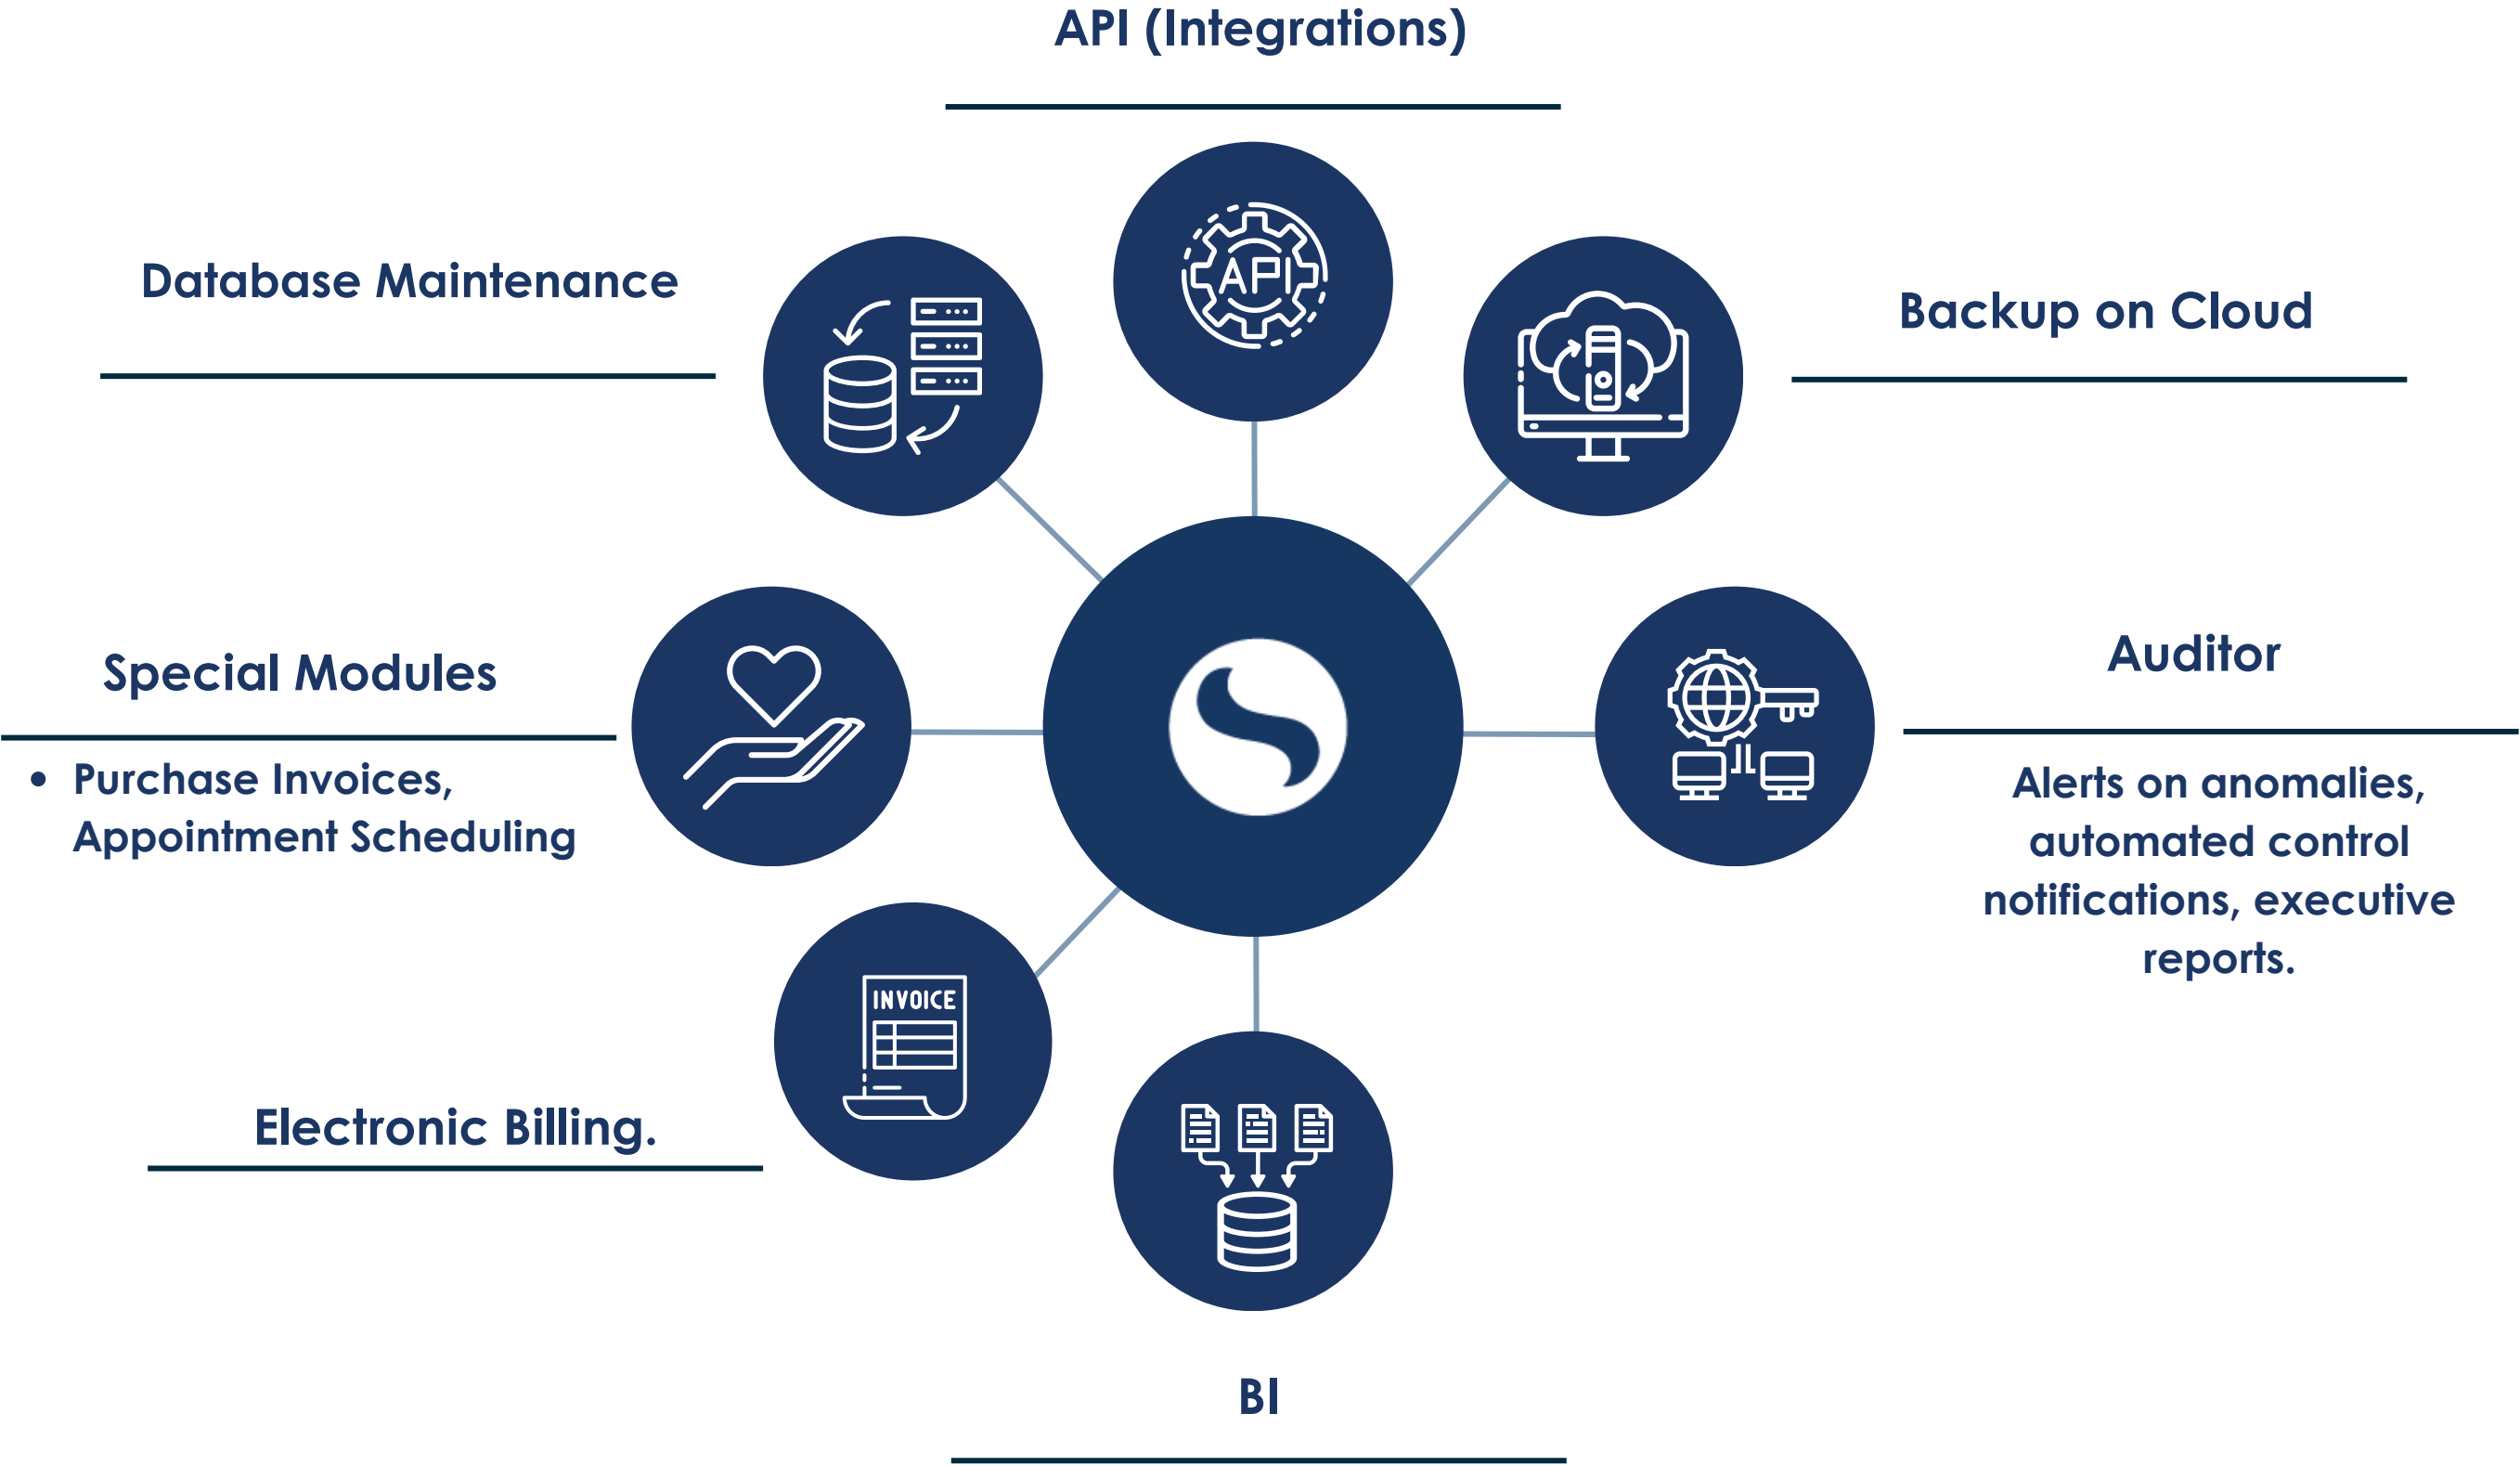 API (Integrations)
API
Database Maintenance
Backup on Cloud
Special Modules
• Purchase Invoices,
Appointment Scheduling
Auditor
Alerts on anomalies,
automated control
notifications, executive
reports.
INVOICE
Electronic Billing.
BI